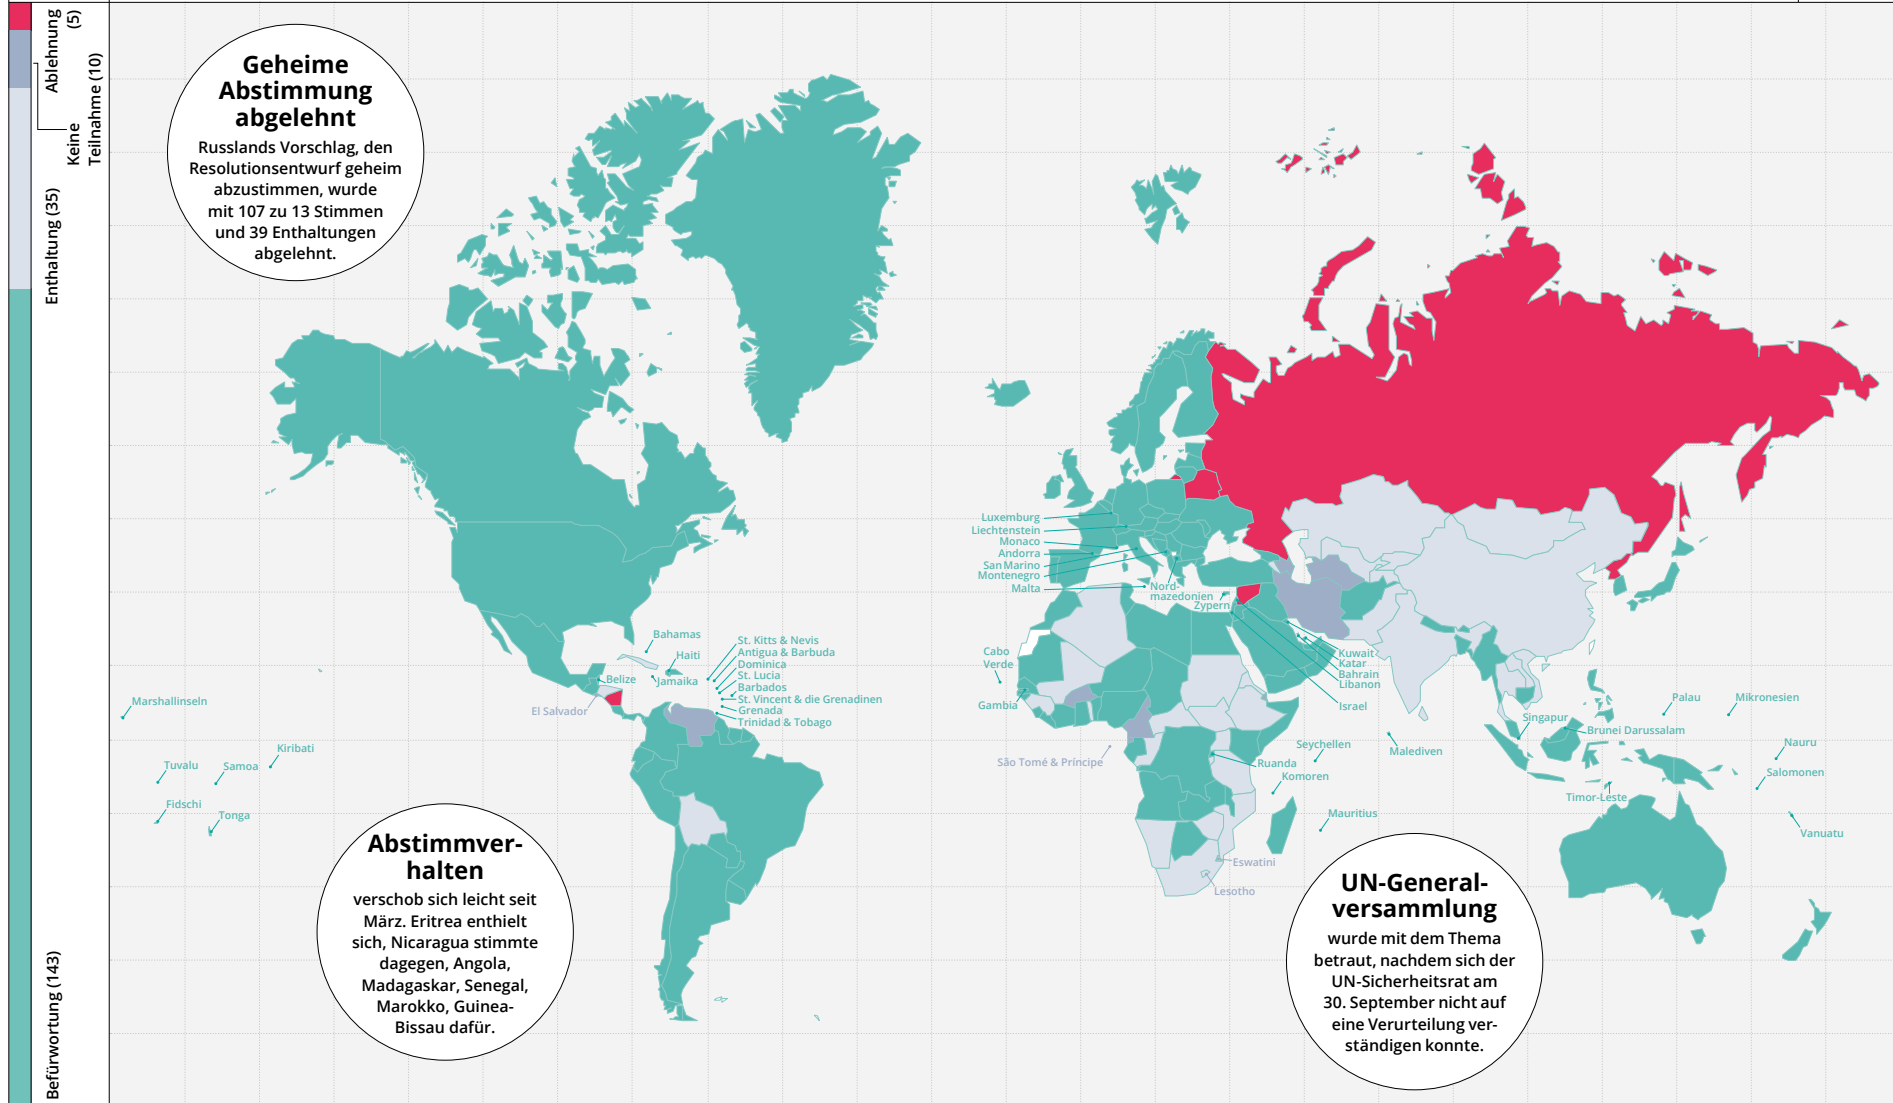 Ablehnung
(5)
Keine
Teilnahme (10)
Enthaltung (35)
Befürwortung (143)
Geheime
Abstimmung
abgelehnt
Russlands Vorschlag, den
Resolutionsentwurf geheim
abzustimmen, wurde
mit 107 zu 13 Stimmen
und 39 Enthaltungen
abgelehnt.
Luxemburg
Liechtenstein
Monaco
Andorra
San Marino
Montenegro
Malta
Nord-
mazedonien
Zypern
Bahamas
Haiti
Jamaika
Belize
El Salvador
St. Kitts & Nevis
Antigua & Barbuda
Dominica
St. Lucia
Barbados
St. Vincent & die Grenadinen
Grenada
Trinidad & Tobago
Cabo
Verde
Gambia
São Tomé & Príncipe
Kuwait
Katar
Bahrain
Libanon
Israel
Seychellen
Ruanda
Komoren
Mauritius
Malediven
Eswatini
Lesotho
Singapur
Brunei Darussalam
Timor-Leste
Palau
Mikronesien
Nauru
Salomonen
Vanuatu
Marshallinseln
Kiribati
Tuvalu
Samoa
Fidschi
Tonga
Abstimmver-
halten
verschob sich leicht seit
März. Eritrea enthielt
sich, Nicaragua stimmte
dagegen, Angola,
Madagaskar, Senegal,
Marokko, Guinea-
Bissau dafür.
UN-General-
versammlung
wurde mit dem Thema
betraut, nachdem sich der
UN-Sicherheitsrat am
30. September nicht auf
eine Verurteilung ver-
ständigen konnte.